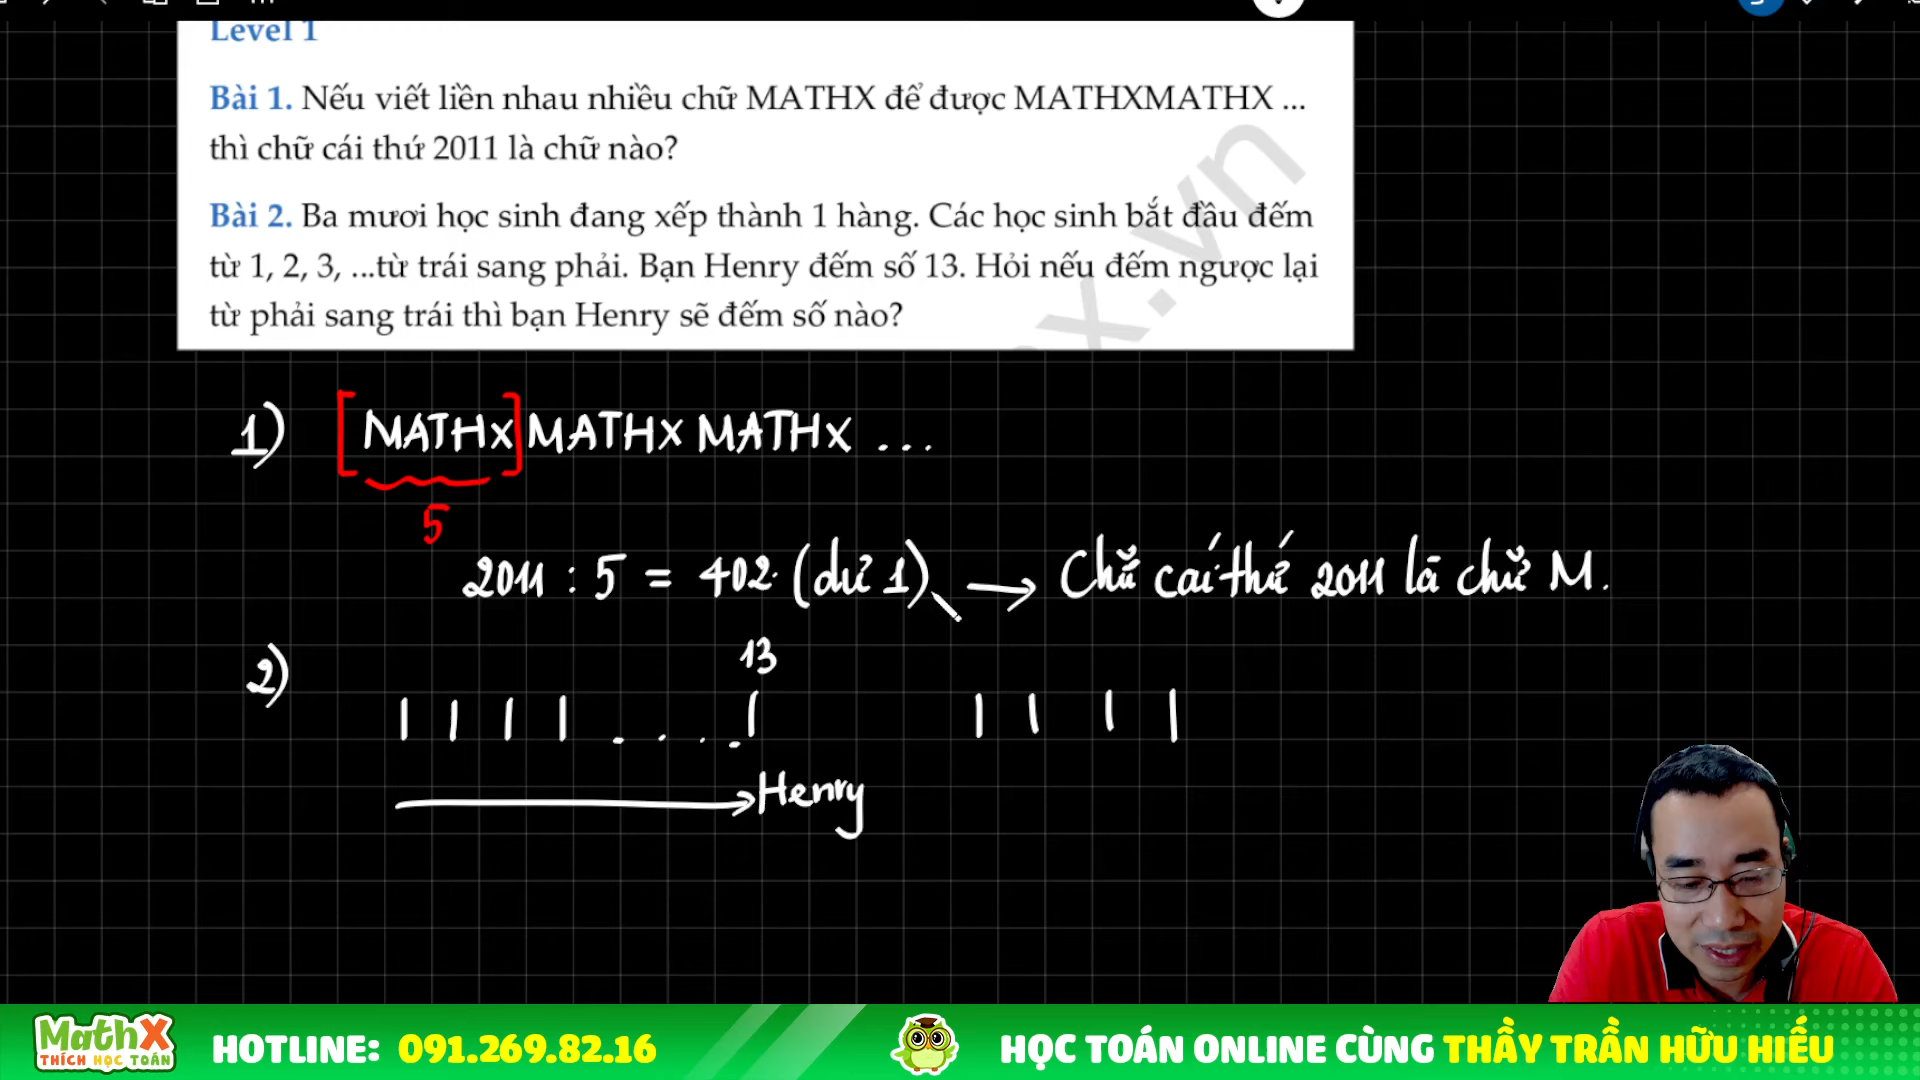 Level 1
Bài 1. Nếu viết liền nhau nhiều chữ MATHX để được MATHXMATHX ...
thì chữ cái thứ 2011 là chữ nào?
Bài 2. Ba mươi học sinh đang xếp thành 1 hàng. Các học sinh bắt đầu đếm
từ 1, 2, 3, ...từ trái sang phải. Bạn Henry đếm số 13. Hỏi nếu đếm ngược lại
từ phải sang trái thì bạn Henry sẽ đếm số nào?
x.vn
1) [MATHX] MATHX MATHX ...
5
2011 : 5 = 402 (dư 1) → Chữ cái thứ 2011 là chữ M.
13
2) | | | | . . . . | | | | |
Henry
MathX
THÍCH HỌC TOÁN
HOTLINE: 091.269.82.16
HỌC TOÁN ONLINE CÙNG THẦY TRẦN HỮU HIẾU